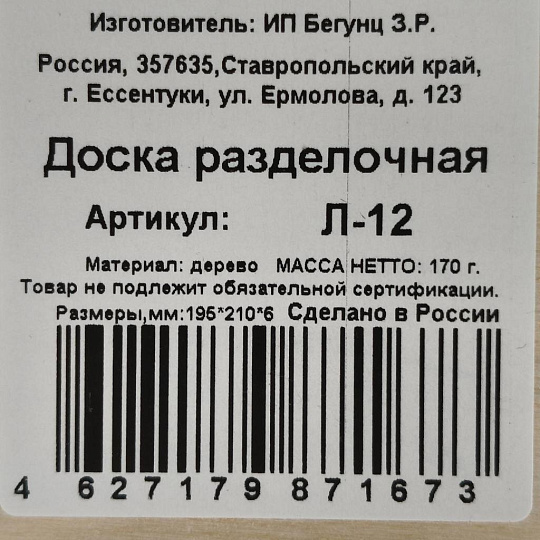 Изготовитель: ИП Бегунц З.Р.
Россия, 357635,Ставропольский край,
г. Ессентуки, ул. Ермолова, д. 123
Доска разделочная
Артикул: Л-12
Материал: дерево МАССА НЕТТО: 170 г.
Товар не подлежит обязательной сертификации.
Размеры,мм:195*210*6 Сделано в России
4 627179 871673